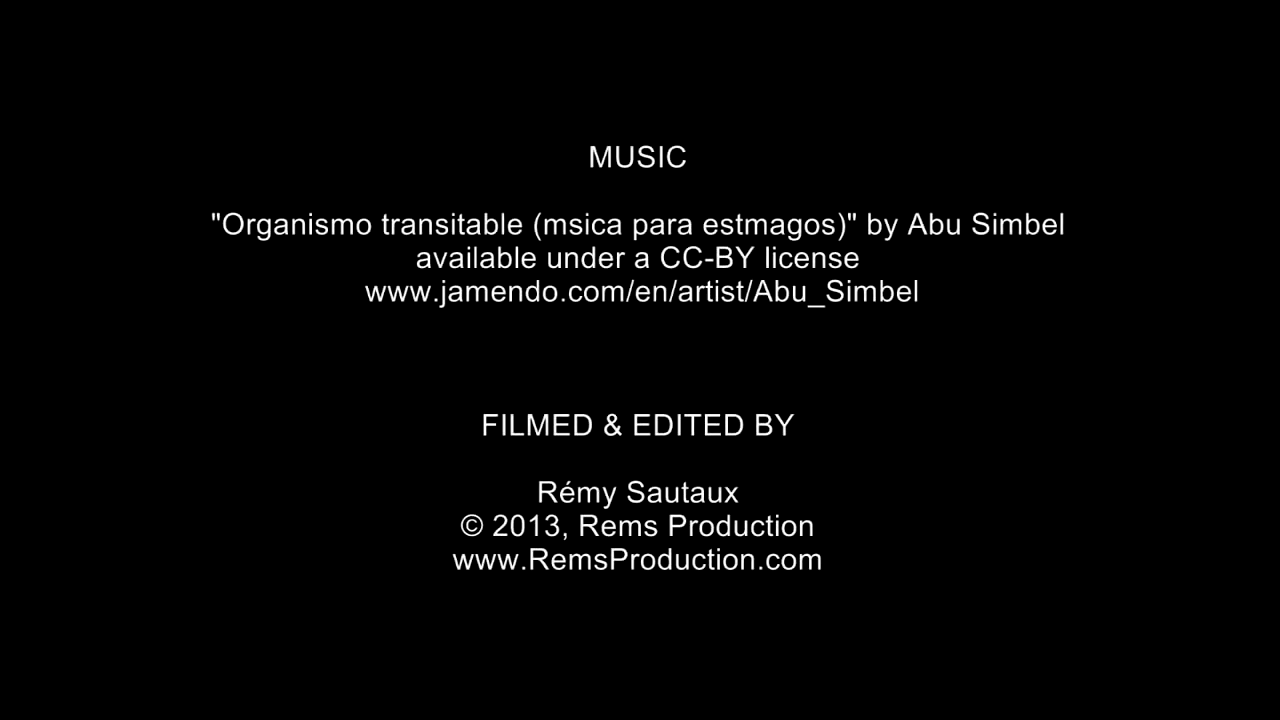 MUSIC
"Organismo transitable (msica para estmagos)" by Abu Simbel
available under a CC-BY license
www.jamendo.com/en/artist/Abu_Simbel
FILMED & EDITED BY
Rémy Sautaux
© 2013, Rems Production
www.RemsProduction.com